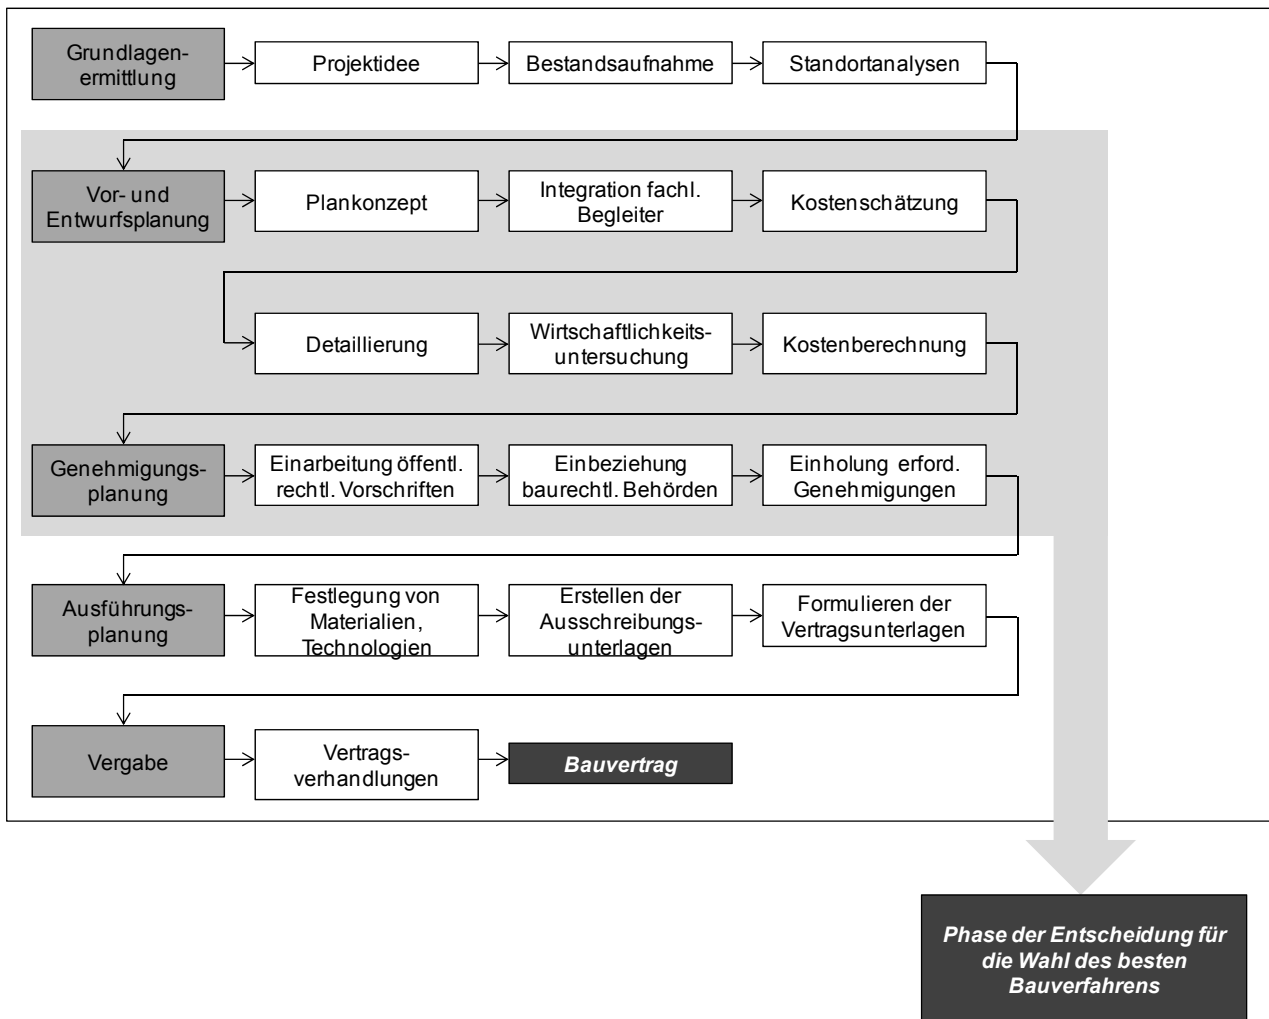 Grundlagen-
ermittlung
Projektidee
Bestandsaufnahme
Standortanalysen
Vor- und
Entwurfsplanung
Plankonzept
Integration fachl.
Begleiter
Kostenschätzung
Detaillierung
Wirtschaftlichkeits-
untersuchung
Kostenberechnung
Genehmigungs-
planung
Einarbeitung öffentl.
rechtl. Vorschriften
Einbeziehung
baurechtl. Behörden
Einholung erford.
Genehmigungen
Ausführungs-
planung
Festlegung von
Materialien,
Technologien
Erstellen der
Ausschreibungs-
unterlagen
Formulieren der
Vertragsunterlagen
Vergabe
Vertrags-
verhandlungen
Bauvertrag
Phase der Entscheidung für
die Wahl des besten
Bauverfahrens